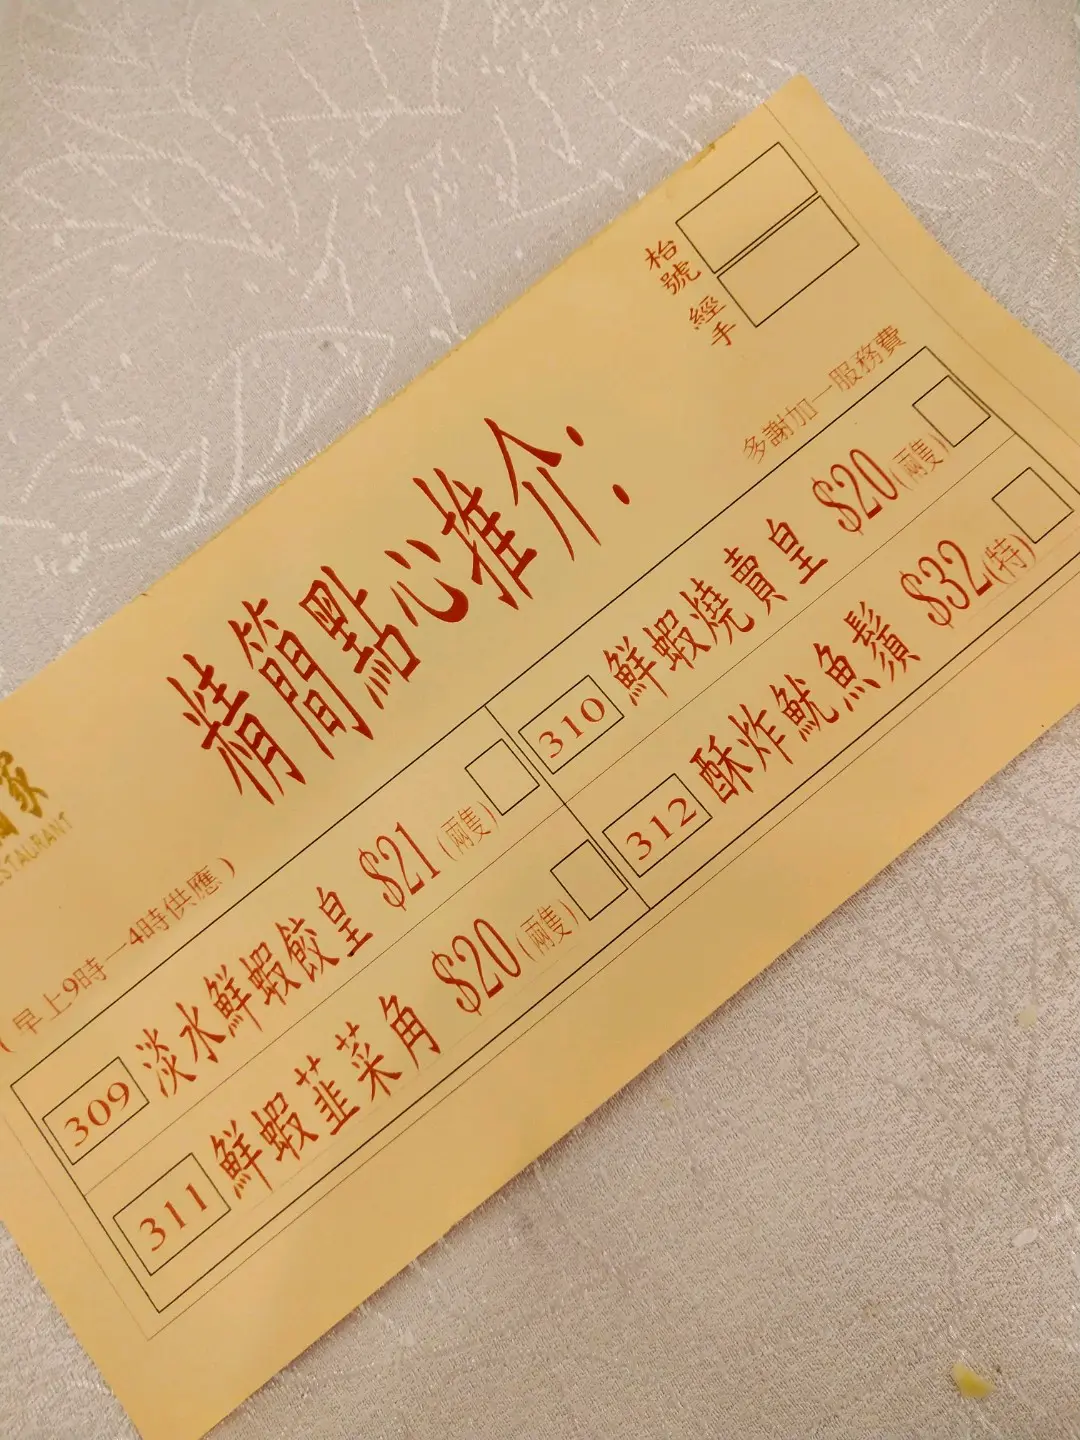 枱號
經手
精簡點心推介：
多謝加一服務費
家
ESTAURANT
(早上9時—4時供應)
309 淡水鮮蝦餃皇 $21(兩隻)
310 鮮蝦燒賣皇 $20(兩隻)
311 鮮蝦韮菜角 $20(兩隻)
312 酥炸魷魚鬚 $32(特)